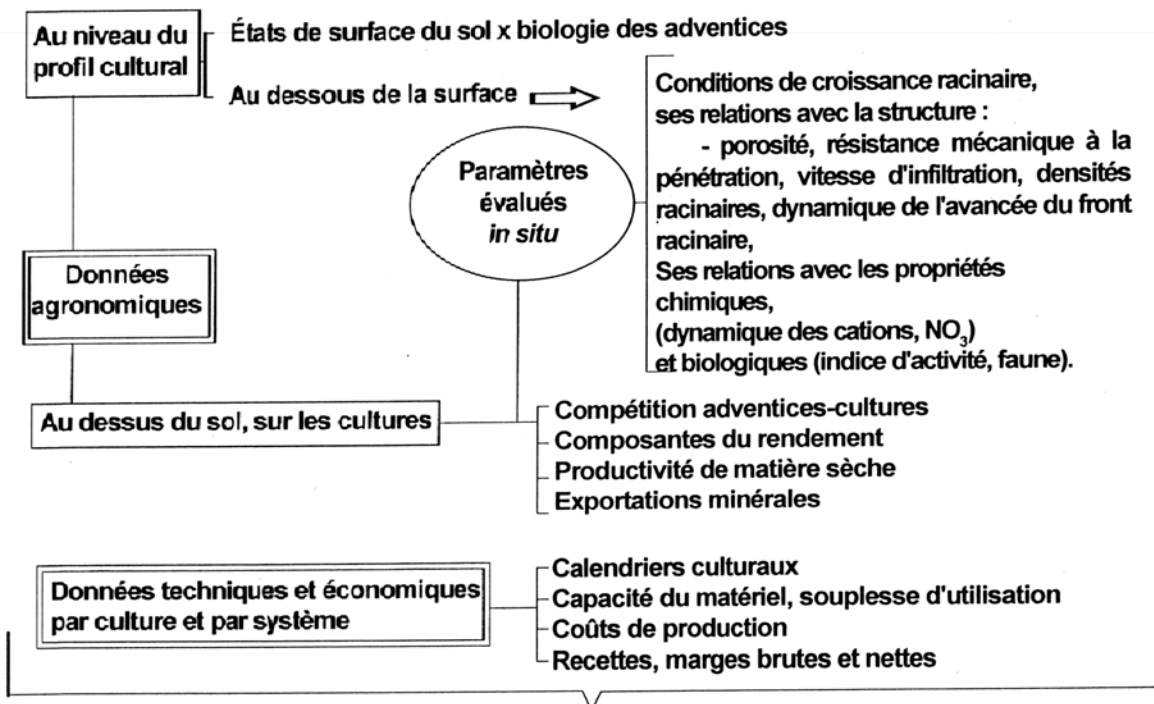 Au niveau du
profil cultural
États de surface du sol x biologie des adventices
Au dessous de la surface
Conditions de croissance racinaire,
ses relations avec la structure :
- porosité, résistance mécanique à la
pénétration, vitesse d'infiltration, densités
racinaires, dynamique de l'avancée du front
racinaire,
Ses relations avec les propriétés
chimiques,
(dynamique des cations, NO₃)
et biologiques (indice d'activité, faune).
Paramètres
évalués
in situ
Données
agronomiques
Au dessus du sol, sur les cultures
Compétition adventices-cultures
Composantes du rendement
Productivité de matière sèche
Exportations minérales
Données techniques et économiques
par culture et par système
Calendriers culturaux
Capacité du matériel, souplesse d'utilisation
Coûts de production
Recettes, marges brutes et nettes